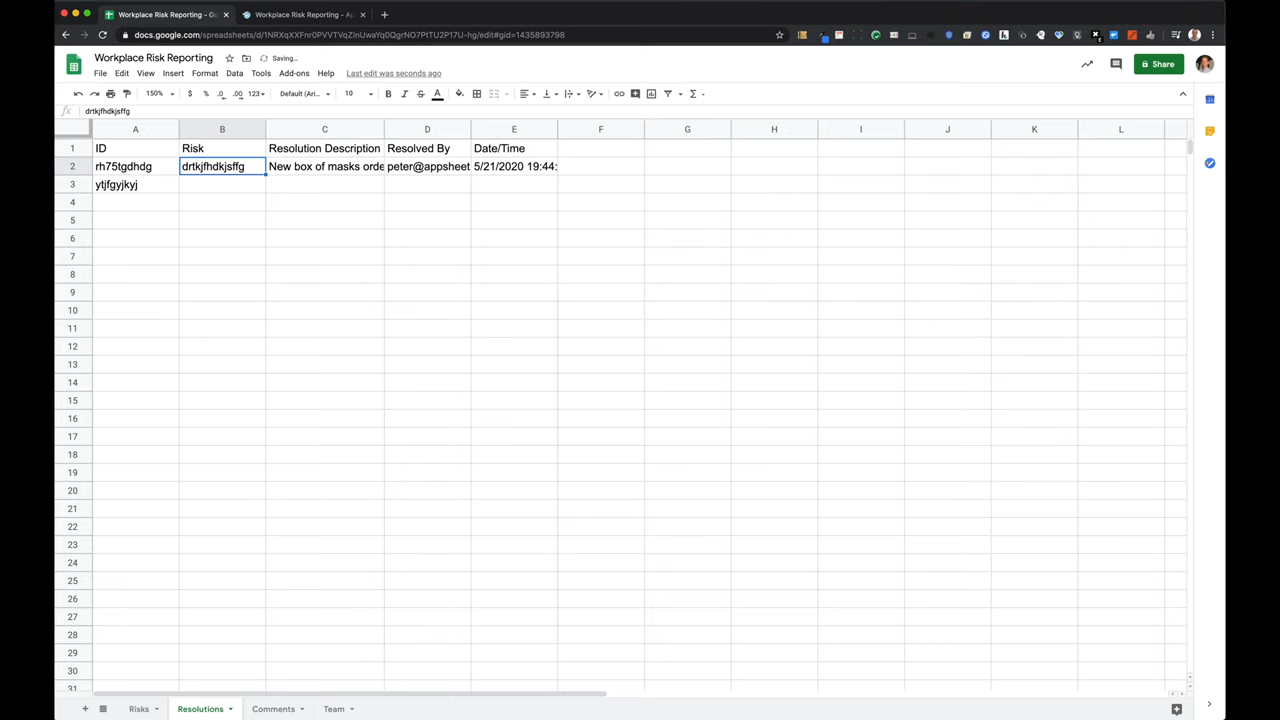 Workplace Risk Reporting - Go
Workplace Risk Reporting - Ap
docs.google.com/spreadsheets/d/1NRXqXXFnr0PVVTVqZlnUwaYq0QgrNO7PtTU2P17U-hg/edit#gid=1435893798
Workplace Risk Reporting
Saving...
File Edit View Insert Format Data Tools Add-ons Help Last edit was seconds ago
Share
150% $ % .0 .00 123 Default (Ari... 10 B I S A
fx drtkjfhdkjsffg
A B C D E F G H I J K L
1 ID Risk Resolution Description Resolved By Date/Time
2 rh75tgdhdg drtkjfhdkjsffg New box of masks orde peter@appsheet 5/21/2020 19:44:
3 ytjfgyjkyj
4
5
6
7
8
9
10
11
12
13
14
15
16
17
18
19
20
21
22
23
24
25
26
27
28
29
30
31
Risks Resolutions Comments Team